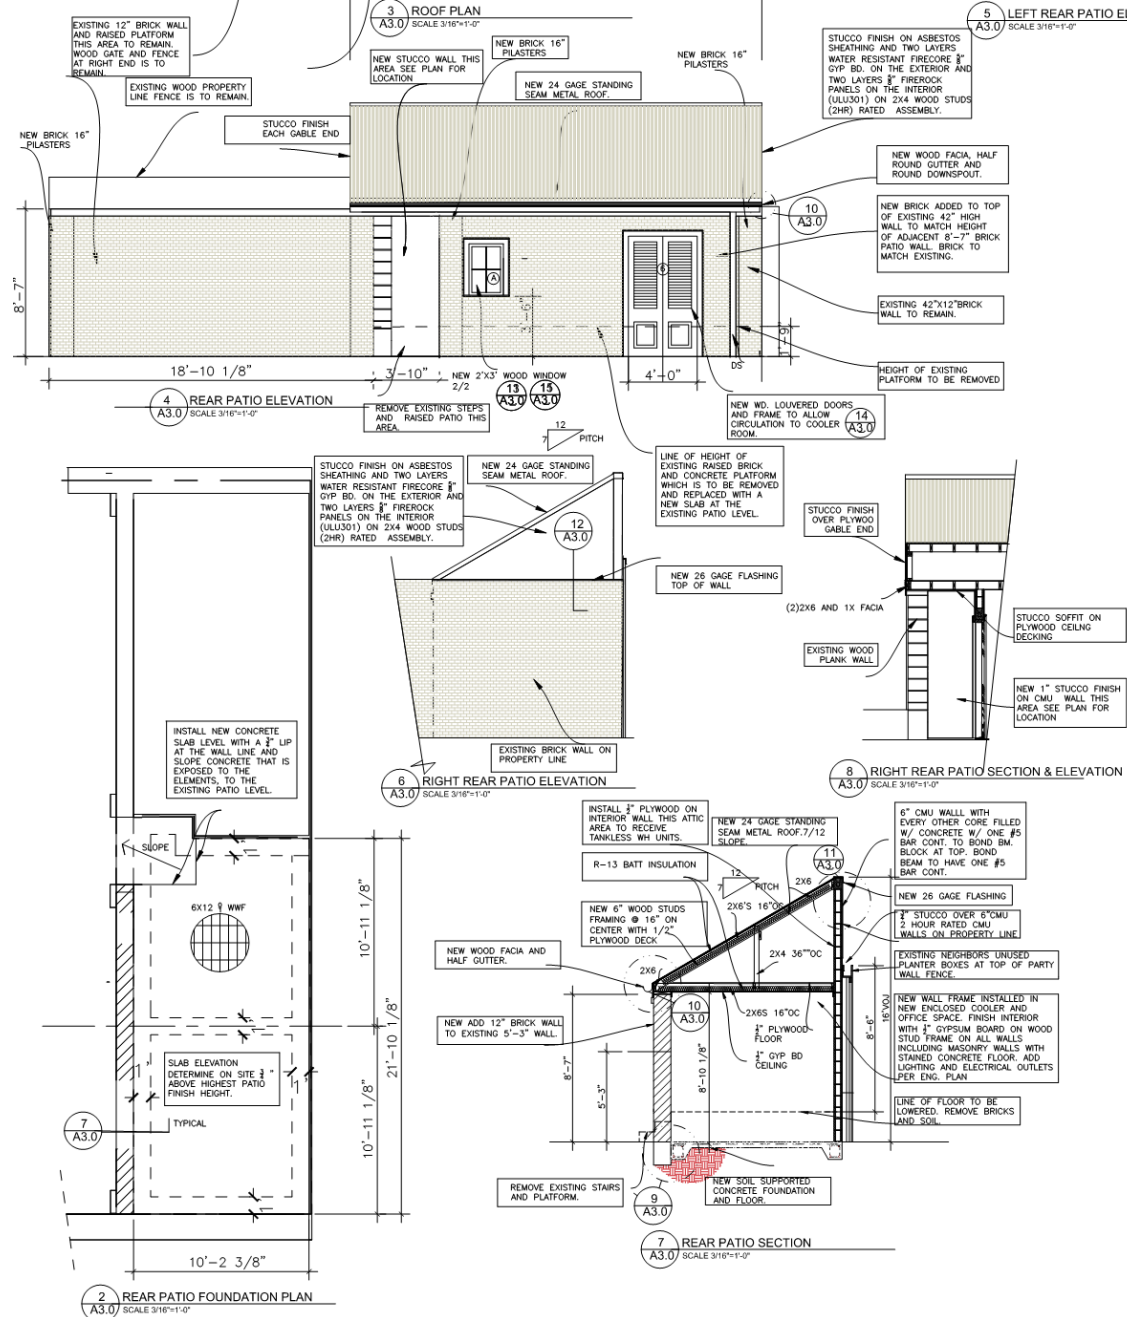 3
A3.0
ROOF PLAN
SCALE 3/16"=1'-0"
5
A3.0
LEFT REAR PATIO EL
SCALE 3/16"=1'-0"
EXISTING 12" BRICK WALL
AND RAISED PLATFORM
THIS AREA TO REMAIN.
WOOD GATE AND FENCE
AT RIGHT END IS TO
REMAIN.
EXISTING WOOD PROPERTY
LINE FENCE IS TO REMAIN.
NEW BRICK 16"
PILASTERS
STUCCO FINISH
EACH GABLE END
NEW STUCCO WALL THIS
AREA SEE PLAN FOR
LOCATION
NEW BRICK 16"
PILASTERS
NEW 24 GAGE STANDING
SEAM METAL ROOF.
NEW BRICK 16"
PILASTERS
STUCCO FINISH ON ASBESTOS
SHEATHING AND TWO LAYERS
WATER RESISTANT FIRECORE
GYP BD. ON THE EXTERIOR AND
TWO LAYERS FIREROCK
PANELS ON THE INTERIOR
(ULU301) ON 2X4 WOOD STUDS
(2HR) RATED ASSEMBLY.
NEW WOOD FACIA, HALF
ROUND GUTTER AND
ROUND DOWNSPOUT.
10
A3.0
NEW BRICK ADDED TO TOP
OF EXISTING 42" HIGH
WALL TO MATCH HEIGHT
OF ADJACENT 8'-7" BRICK
PATIO WALL. BRICK TO
MATCH EXISTING.
EXISTING 42"X12"BRICK
WALL TO REMAIN.
HEIGHT OF EXISTING
PLATFORM TO BE REMOVED
8'-7"
A
6
3'-6"
1'-9"
DS
18'-10 1/8"
3'-10"
4'-0"
NEW 2'X3' WOOD WINDOW
2/2
13
A3.0
15
A3.0
4
A3.0
REAR PATIO ELEVATION
SCALE 3/16"=1'-0"
REMOVE EXISTING STEPS
AND RAISED PATIO THIS
AREA.
NEW WD. LOUVERED DOORS
AND FRAME TO ALLOW
CIRCULATION TO COOLER
ROOM.
14
A3.0
12
7
PITCH
LINE OF HEIGHT OF
EXISTING RAISED BRICK
AND CONCRETE PLATFORM
WHICH IS TO BE REMOVED
AND REPLACED WITH A
NEW SLAB AT THE
EXISTING PATIO LEVEL.
STUCCO FINISH ON ASBESTOS
SHEATHING AND TWO LAYERS
WATER RESISTANT FIRECORE
GYP BD. ON THE EXTERIOR AND
TWO LAYERS FIREROCK
PANELS ON THE INTERIOR
(ULU301) ON 2X4 WOOD STUDS
(2HR) RATED ASSEMBLY.
NEW 24 GAGE STANDING
SEAM METAL ROOF.
12
A3.0
NEW 26 GAGE FLASHING
TOP OF WALL
EXISTING BRICK WALL ON
PROPERTY LINE
6
A3.0
RIGHT REAR PATIO ELEVATION
SCALE 3/16"=1'-0"
STUCCO FINISH
OVER PLYWOO
GABLE END
(2)2X6 AND 1X FACIA
EXISTING WOOD
PLANK WALL
STUCCO SOFFIT ON
PLYWOOD CEILNG
DECKING
NEW 1" STUCCO FINISH
ON CMU WALL THIS
AREA SEE PLAN FOR
LOCATION
8
A3.0
RIGHT REAR PATIO SECTION & ELEVATION
SCALE 3/16"=1'-0"
INSTALL NEW CONCRETE
SLAB LEVEL WITH A LIP
AT THE WALL LINE AND
SLOPE CONCRETE THAT IS
EXPOSED TO THE
ELEMENTS, TO THE
EXISTING PATIO LEVEL.
SLOPE
1'
6X12 WWF
10'-11 1/8"
21'-10 1/8"
10'-11 1/8"
1'
1'
1'
1'
1'
SLAB ELEVATION
DETERMINE ON SITE
ABOVE HIGHEST PATIO
FINISH HEIGHT.
7
A3.0
TYPICAL
10'-2 3/8"
2
A3.0
REAR PATIO FOUNDATION PLAN
SCALE 3/16"=1'-0"
INSTALL PLYWOOD ON
INTERIOR WALL THIS ATTIC
AREA TO RECEIVE
TANKLESS WH UNITS.
NEW 24 GAGE STANDING
SEAM METAL ROOF.7/12
SLOPE.
R-13 BATT INSULATION
12
7
PITCH
11
A3.0
2X6
2X6'S 16"OC
NEW 6" WOOD STUDS
FRAMING @ 16" ON
CENTER WITH 1/2"
PLYWOOD DECK
NEW WOOD FACIA AND
HALF GUTTER.
2X6
2X4 36""OC
10
A3.0
2X6S 16"OC
PLYWOOD
FLOOR
GYP BD
CEILING
NEW ADD 12" BRICK WALL
TO EXISTING 5'-3" WALL.
8'-7"
5'-3"
8'-10 1/8"
8'-6"
6" CMU WALLL WITH
EVERY OTHER CORE FILLED
W/ CONCRETE W/ ONE #5
BAR CONT. TO BOND BM.
BLOCK AT TOP. BOND
BEAM TO HAVE ONE #5
BAR CONT.
NEW 26 GAGE FLASHING
STUCCO OVER 6"CMU
2 HOUR RATED CMU
WALLS ON PROPERTY LINE
EXISTING NEIGHBORS UNUSED
PLANTER BOXES AT TOP OF PARTY
WALL FENCE.
NEW WALL FRAME INSTALLED IN
NEW ENCLOSED COOLER AND
OFFICE SPACE. FINISH INTERIOR
WITH GYPSUM BOARD ON WOOD
STUD FRAME ON ALL WALLS
INCLUDING MASONRY WALLS WITH
STAINED CONCRETE FLOOR. ADD
LIGHTING AND ELECTRICAL OUTLETS
PER ENG. PLAN
LINE OF FLOOR TO BE
LOWERED. REMOVE BRICKS
AND SOIL.
REMOVE EXISTING STAIRS
AND PLATFORM.
NEW SOIL SUPPORTED
CONCRETE FOUNDATION
AND FLOOR.
9
A3.0
7
A3.0
REAR PATIO SECTION
SCALE 3/16"=1'-0"